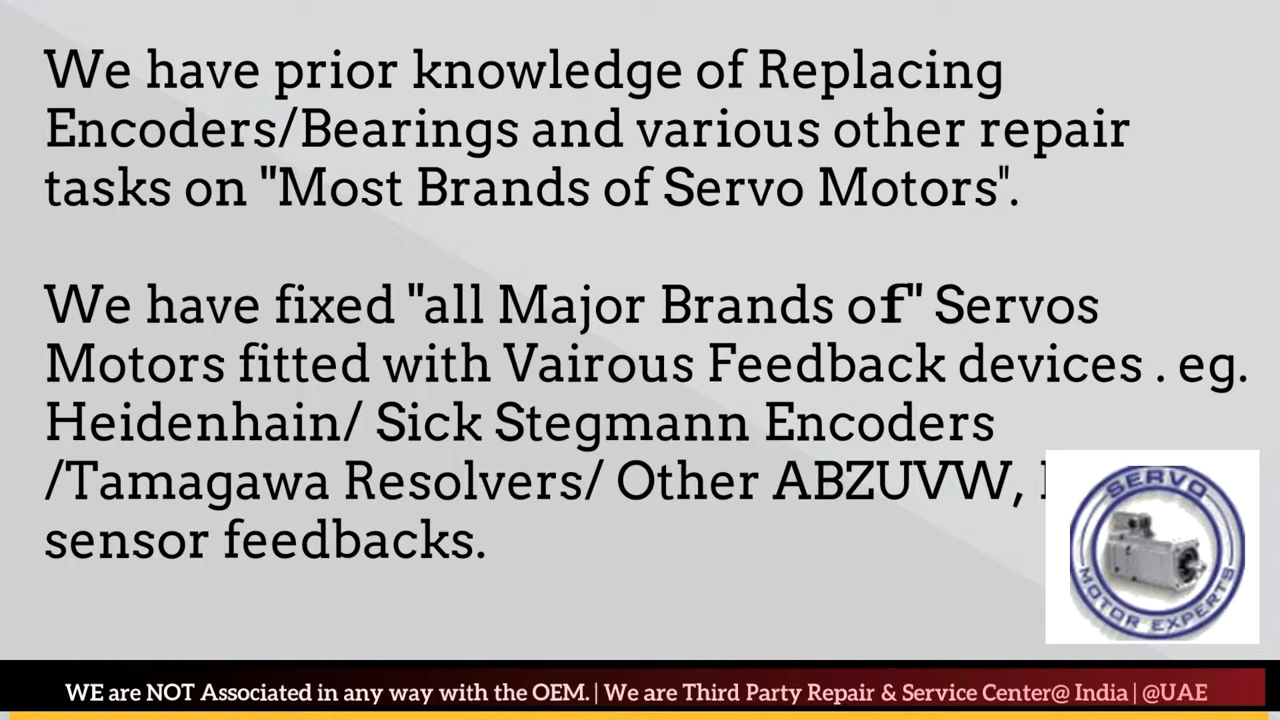 We have prior knowledge of Replacing
Encoders/Bearings and various other repair
tasks on "Most Brands of Servo Motors".
We have fixed "all Major Brands of" Servos
Motors fitted with Vairous Feedback devices . eg.
Heidenhain/ Sick Stegmann Encoders
/Tamagawa Resolvers/ Other ABZUVW,
sensor feedbacks.
SERVO
MOTOR EXPERTS
WE are NOT Associated in any way with the OEM. | We are Third Party Repair & Service Center@ India | @UAE